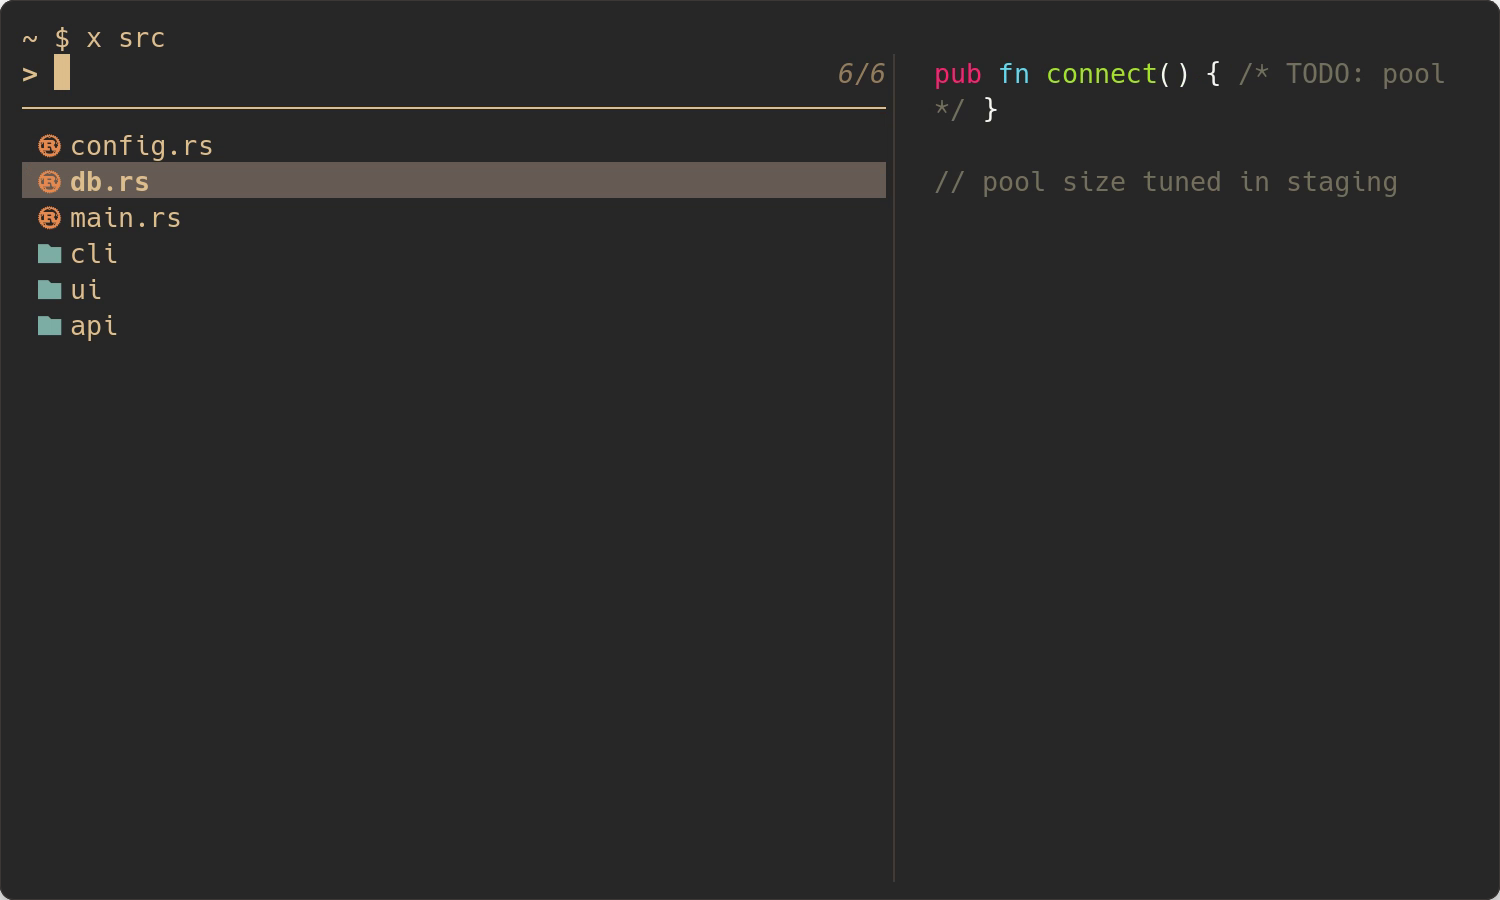 ~ $ x src
> 6/6
config.rs
db.rs
main.rs
cli
ui
api
pub fn connect() { /* TODO: pool
*/ }
// pool size tuned in staging